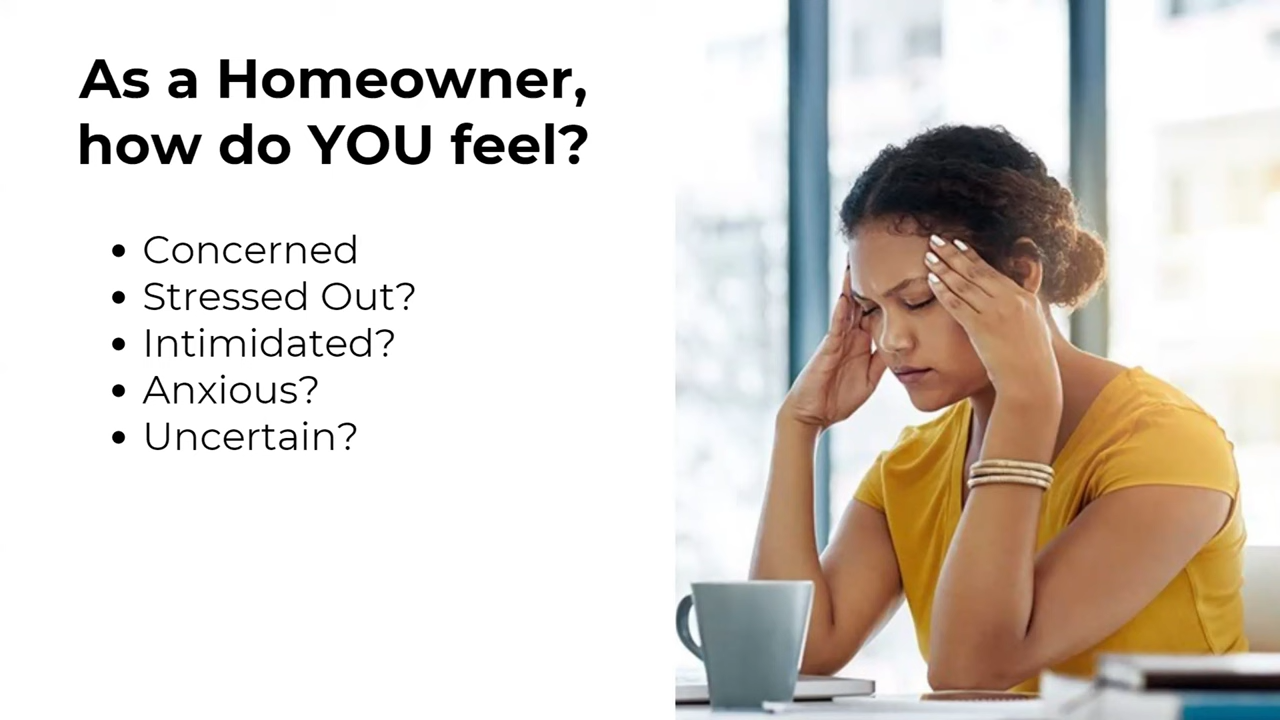 As a Homeowner,
how do YOU feel?
• Concerned
• Stressed Out?
• Intimidated?
• Anxious?
• Uncertain?